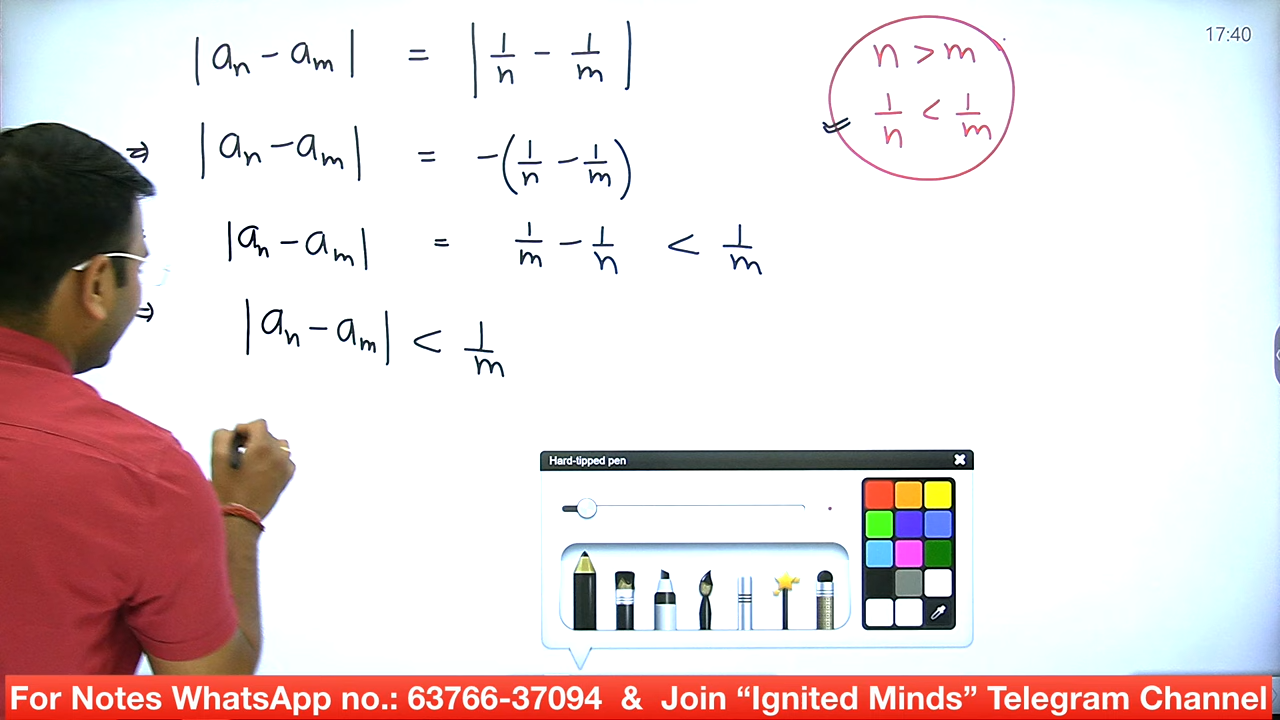 17:40
|aₙ - aₘ| = |1/n - 1/m|
n > m
1/n < 1/m
⇒ |aₙ - aₘ| = -(1/n - 1/m)
|aₙ - aₘ| = 1/m - 1/n < 1/m
⇒ |aₙ - aₘ| < 1/m
Hard-tipped pen
For Notes WhatsApp no.: 63766-37094 & Join “Ignited Minds” Telegram Channel